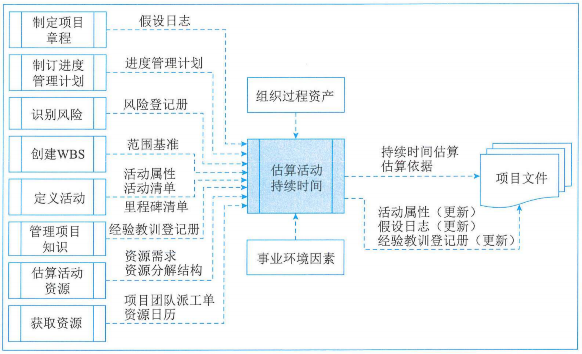 制定项目
章程
假设日志
制订进度
管理计划
进度管理计划
识别风险
风险登记册
创建WBS
范围基准
定义活动
活动属性
活动清单
里程碑清单
管理项目
知识
经验教训登记册
估算活动
资源
资源需求
资源分解结构
获取资源
项目团队派工单
资源日历
组织过程资产
估算活动
持续时间
事业环境因素
持续时间估算
估算依据
项目文件
活动属性（更新）
假设日志（更新）
经验教训登记册（更新）